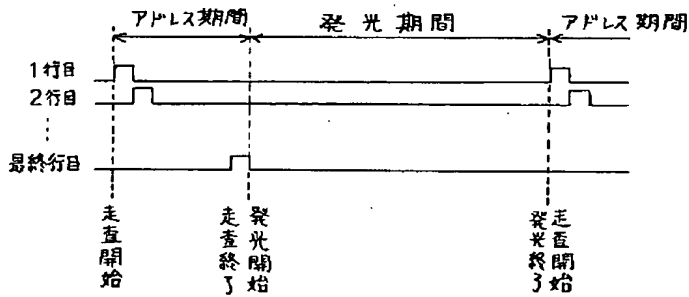 アドレス期間
発光期間
アドレス期間
1行目
2行目
⋮
最終行目
走査開始
走査終了
発光開始
発光終了
走査開始